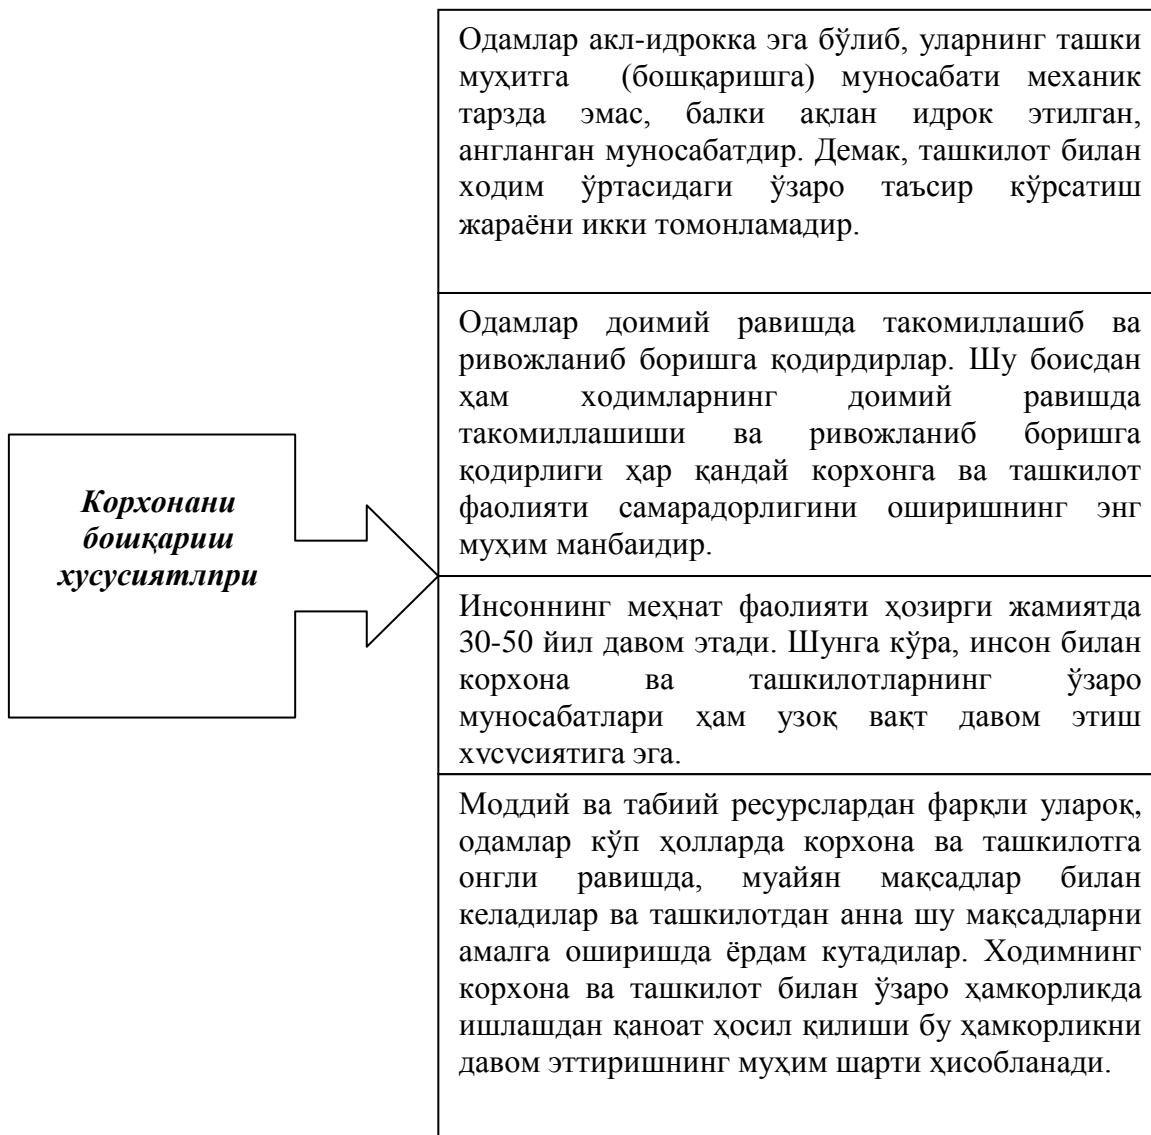 Одамлар акл-идрокка эга бўлиб, уларнинг ташки
муҳитга (бошқаришга) муносабати механик
тарзда эмас, балки ақлан идрок этилган,
англанган муносабатдир. Демак, ташкилот билан
ходим ўртасидаги ўзаро таъсир кўрсатиш
жараёни икки томонламадир.
Одамлар доимий равишда такомиллашиб ва
ривожланиб боришга қодирдирлар. Шу боисдан
ҳам ходимларнинг доимий равишда
такомиллашиши ва ривожланиб боришга
қодирлиги ҳар қандай корхонга ва ташкилот
фаолияти самарадорлигини оширишнинг энг
муҳим манбаидир.
Корхонани
бошқариш
хусусиятлпри
Инсоннинг меҳнат фаолияти ҳозирги жамиятда
30-50 йил давом этади. Шунга кўра, инсон билан
корхона ва ташкилотларнинг ўзаро
муносабатлари ҳам узоқ вақт давом этиш
хусусиятига эга.
Моддий ва табиий ресурслардан фарқли улароқ,
одамлар кўп ҳолларда корхона ва ташкилотга
онгли равишда, муайян мақсадлар билан
келадилар ва ташкилотдан анна шу мақсадларни
амалга оширишда ёрдам кутадилар. Ходимнинг
корхона ва ташкилот билан ўзаро ҳамкорликда
ишлашдан қаноат ҳосил қилиши бу ҳамкорликни
давом эттиришнинг муҳим шарти ҳисобланади.